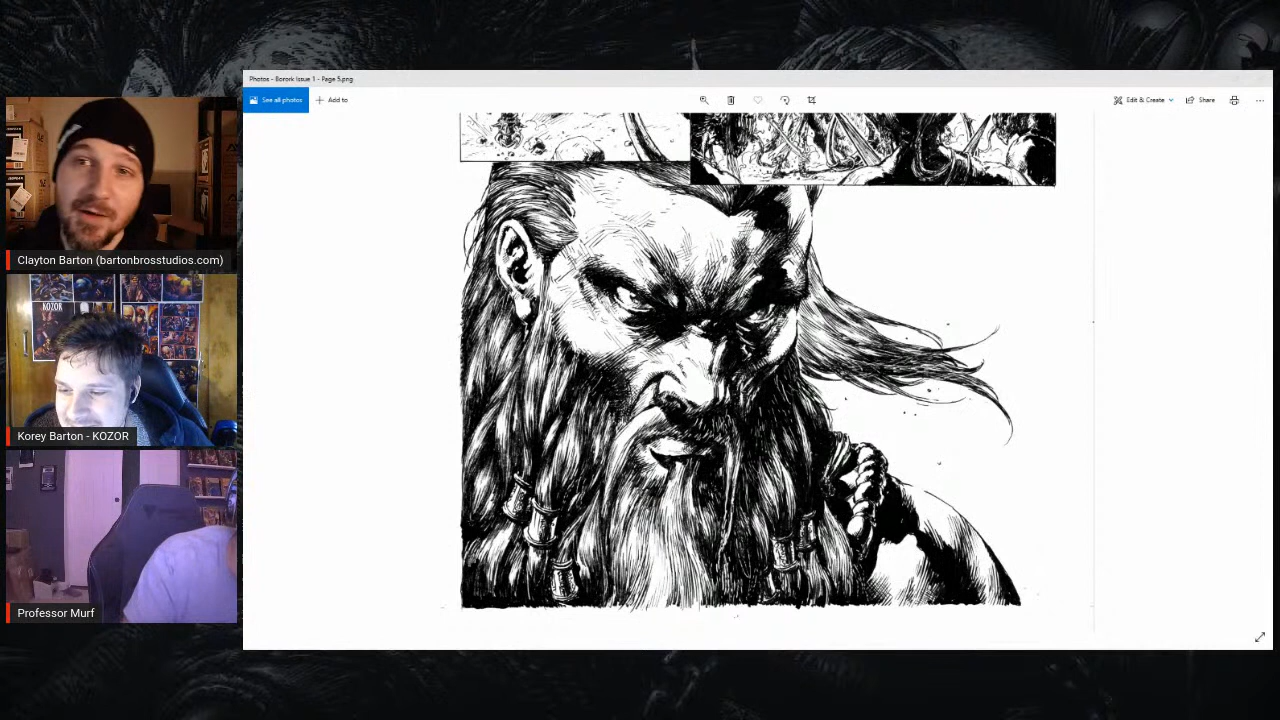 Photos - Borork Issue 1 - Page 5.png
See all photos
Add to
Edit & Create
Share
Clayton Barton (bartonbrosstudios.com)
KOZOR
Korey Barton - KOZOR
Professor Murf